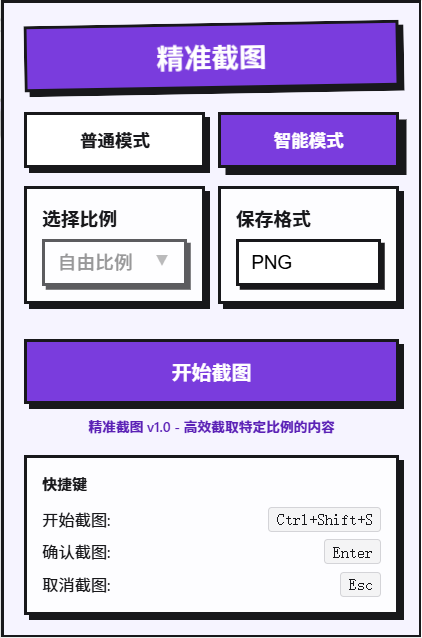 精准截图
普通模式
智能模式
选择比例
保存格式
自由比例 ▼
PNG
开始截图
精准截图 v1.0 - 高效截取特定比例的内容
快捷键
开始截图: Ctrl+Shift+S
确认截图: Enter
取消截图: Esc